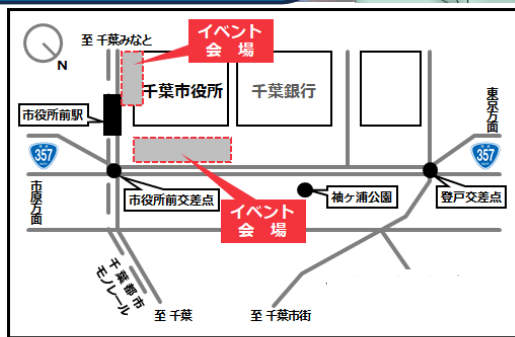 至 千葉みなと
イベント
会 場
N
千葉市役所
千葉銀行
東京方面
市役所前駅
357
357
市原方面
市役所前交差点
イベント
会 場
袖ヶ浦公園
登戸交差点
千葉都市
モノレール
至 千葉
至 千葉市街